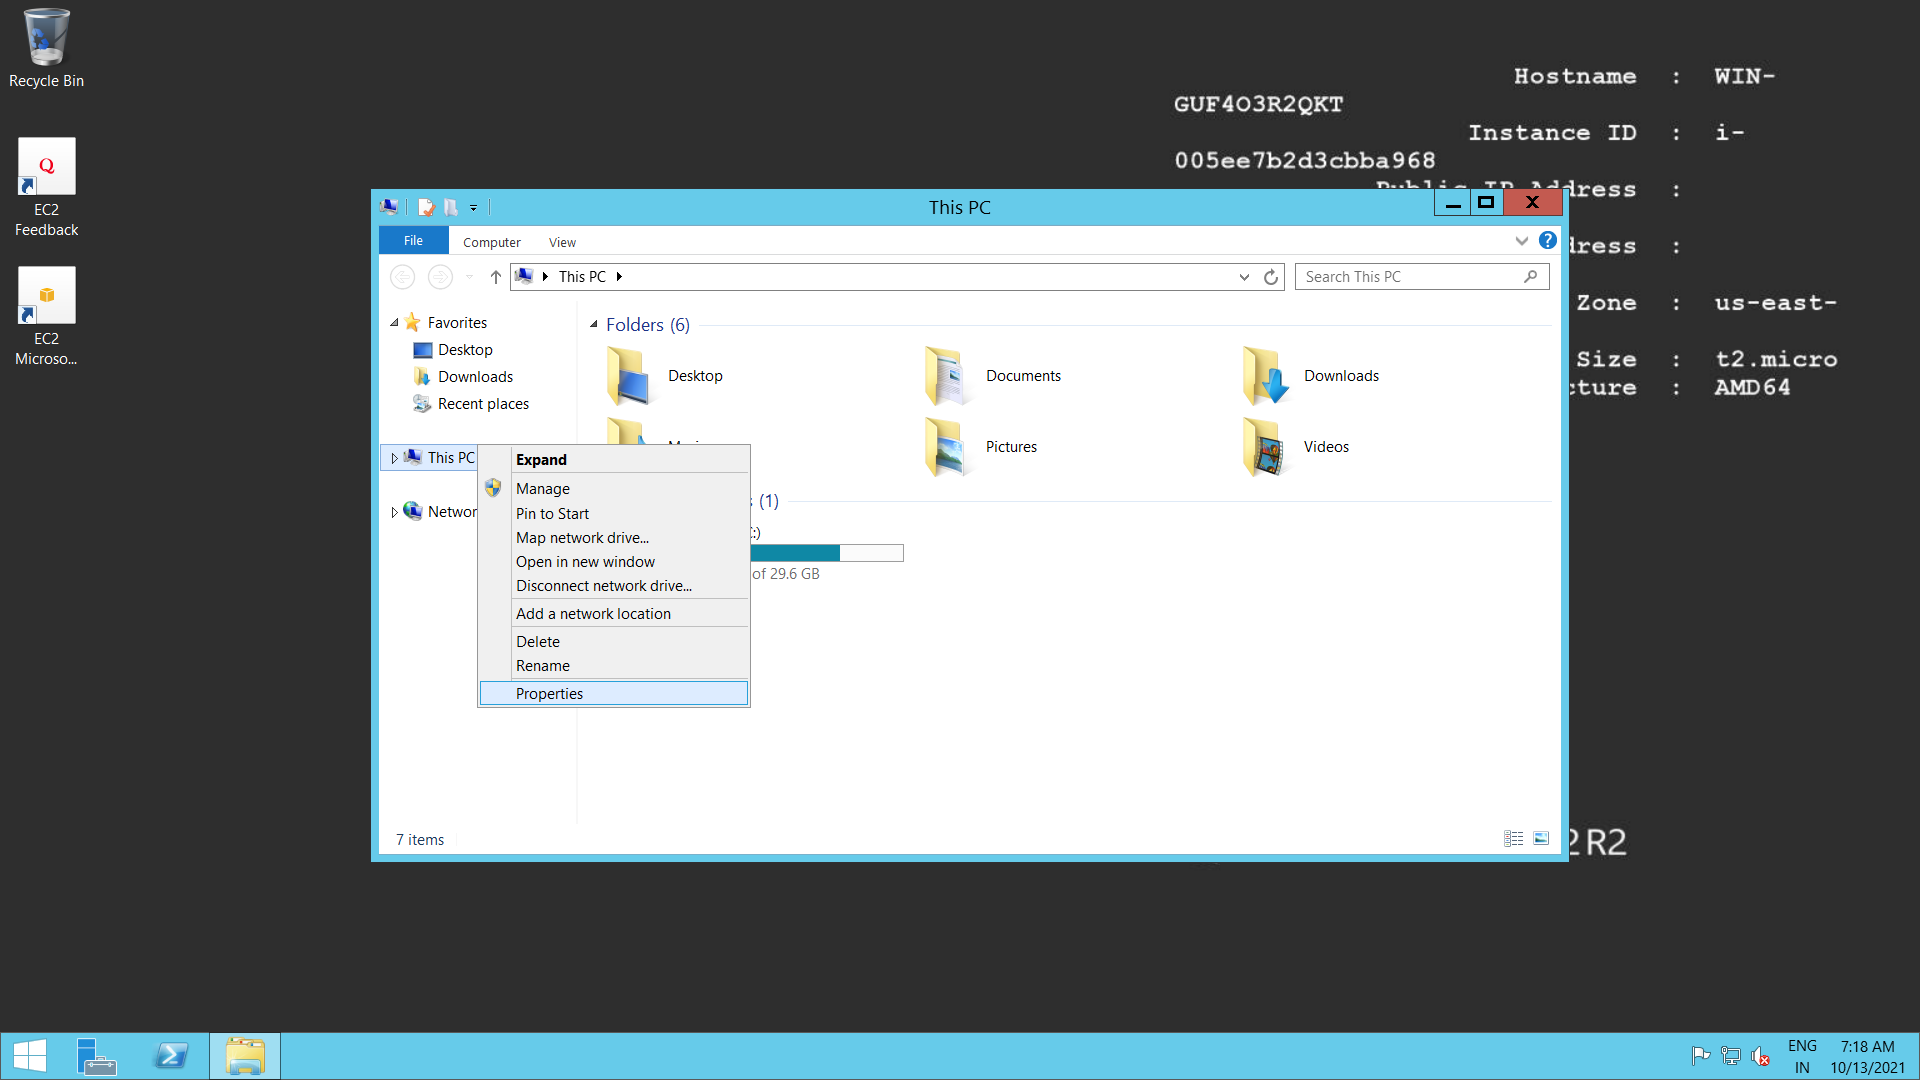 Recycle Bin
EC2
Feedback
EC2
Microso...
Hostname : WIN-
GUF4O3R2QKT
Instance ID : i-
005ee7b2d3cbba968
Public IP Address :
dress :
Zone : us-east-
Size : t2.micro
cture : AMD64
This PC
File
Computer
View
This PC
Search This PC
Favorites
Desktop
Downloads
Recent places
This PC
Networ
Folders (6)
Desktop
Documents
Downloads
Pictures
Videos
(1)
:)
of 29.6 GB
Expand
Manage
Pin to Start
Map network drive...
Open in new window
Disconnect network drive...
Add a network location
Delete
Rename
Properties
7 items
R2
ENG
IN
7:18 AM
10/13/2021